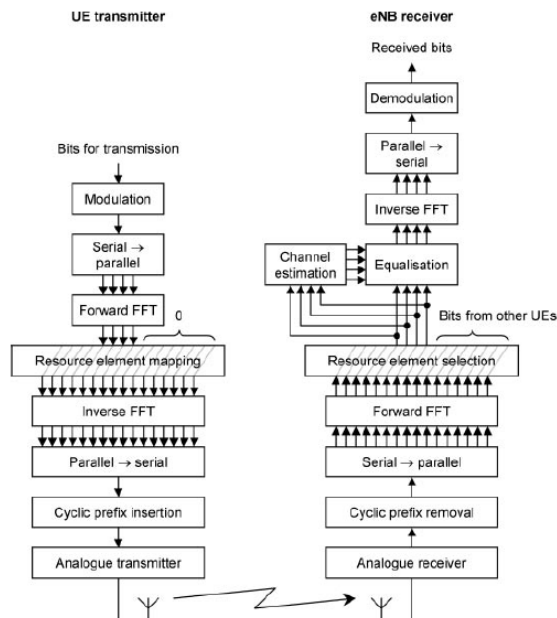 UE transmitter
Bits for transmission
Modulation
Serial →
parallel
Forward FFT
0
Resource element mapping
Inverse FFT
Parallel → serial
Cyclic prefix insertion
Analogue transmitter
eNB receiver
Received bits
Demodulation
Parallel →
serial
Inverse FFT
Channel
estimation
Equalisation
Bits from other UEs
Resource element selection
Forward FFT
Serial → parallel
Cyclic prefix removal
Analogue receiver